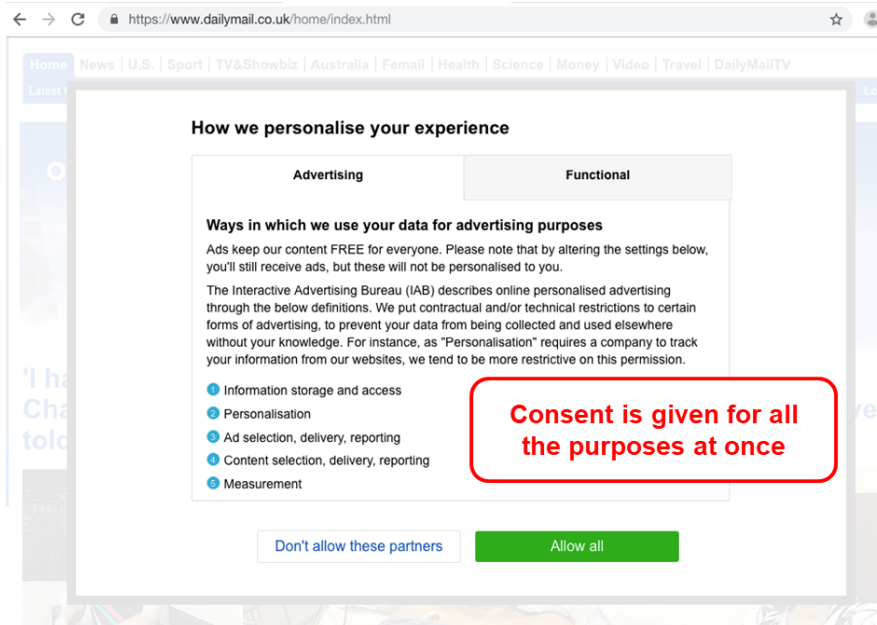 https://www.dailymail.co.uk/home/index.html
Home News | U.S. | Sport | TV&Showbiz | Australia | Femail | Health | Science | Money | Video | Travel | DailyMailTV
Latest
Lo
How we personalise your experience
Advertising Functional
Ways in which we use your data for advertising purposes
Ads keep our content FREE for everyone. Please note that by altering the settings below,
you'll still receive ads, but these will not be personalised to you.
The Interactive Advertising Bureau (IAB) describes online personalised advertising
through the below definitions. We put contractual and/or technical restrictions to certain
forms of advertising, to prevent your data from being collected and used elsewhere
without your knowledge. For instance, as "Personalisation" requires a company to track
your information from our websites, we tend to be more restrictive on this permission.
1 Information storage and access
2 Personalisation
3 Ad selection, delivery, reporting
4 Content selection, delivery, reporting
5 Measurement
Consent is given for all
the purposes at once
'I ha
Cha
told
Don't allow these partners Allow all